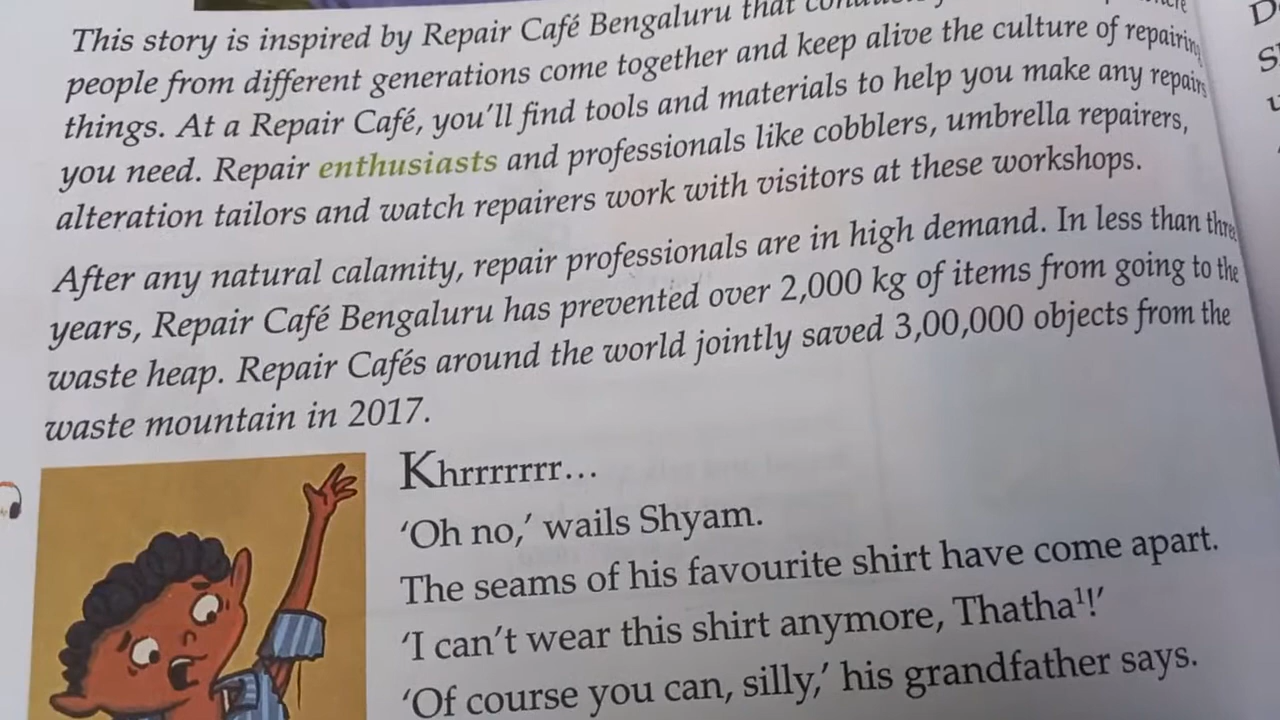 This story is inspired by Repair Café Bengaluru that
people from different generations come together and keep alive the culture of repairing
things. At a Repair Café, you'll find tools and materials to help you make any repairs
you need. Repair enthusiasts and professionals like cobblers, umbrella repairers,
alteration tailors and watch repairers work with visitors at these workshops.
After any natural calamity, repair professionals are in high demand. In less than three
years, Repair Café Bengaluru has prevented over 2,000 kg of items from going to the
waste heap. Repair Cafés around the world jointly saved 3,00,000 objects from the
waste mountain in 2017.
Khrrrrrrr...
'Oh no,' wails Shyam.
The seams of his favourite shirt have come apart.
'I can't wear this shirt anymore, Thatha¹!'
'Of course you can, silly,' his grandfather says.